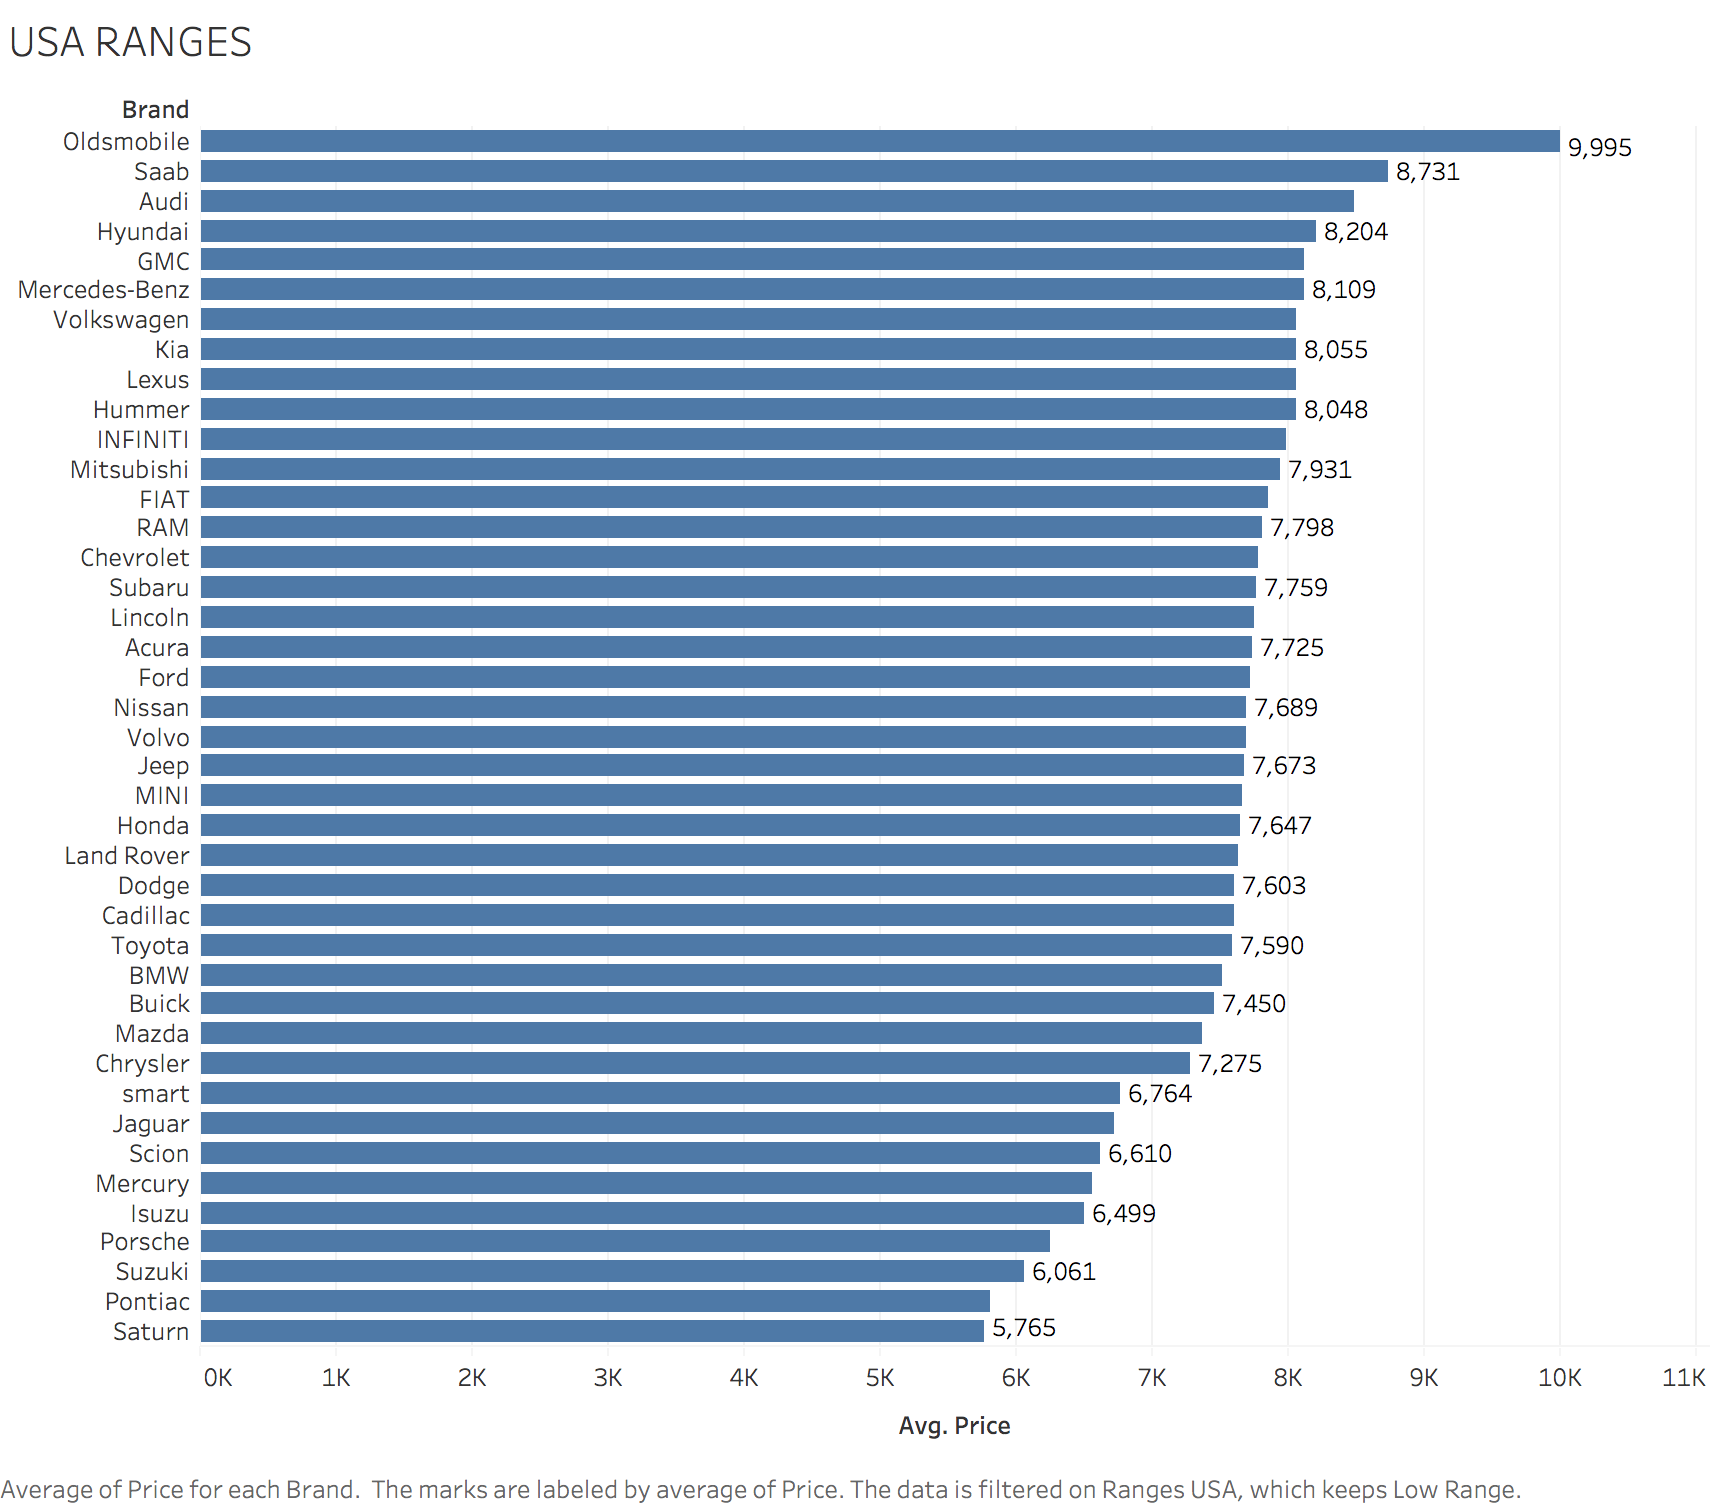 USA RANGES
Brand
Oldsmobile 9,995
Saab 8,731
Audi
Hyundai 8,204
GMC
Mercedes-Benz 8,109
Volkswagen
Kia 8,055
Lexus
Hummer 8,048
INFINITI
Mitsubishi 7,931
FIAT
RAM 7,798
Chevrolet
Subaru 7,759
Lincoln
Acura 7,725
Ford
Nissan 7,689
Volvo
Jeep 7,673
MINI
Honda 7,647
Land Rover
Dodge 7,603
Cadillac
Toyota 7,590
BMW
Buick 7,450
Mazda
Chrysler 7,275
smart 6,764
Jaguar
Scion 6,610
Mercury
Isuzu 6,499
Porsche
Suzuki 6,061
Pontiac
Saturn 5,765
0K 1K 2K 3K 4K 5K 6K 7K 8K 9K 10K 11K
Avg. Price
Average of Price for each Brand.  The marks are labeled by average of Price. The data is filtered on Ranges USA, which keeps Low Range.